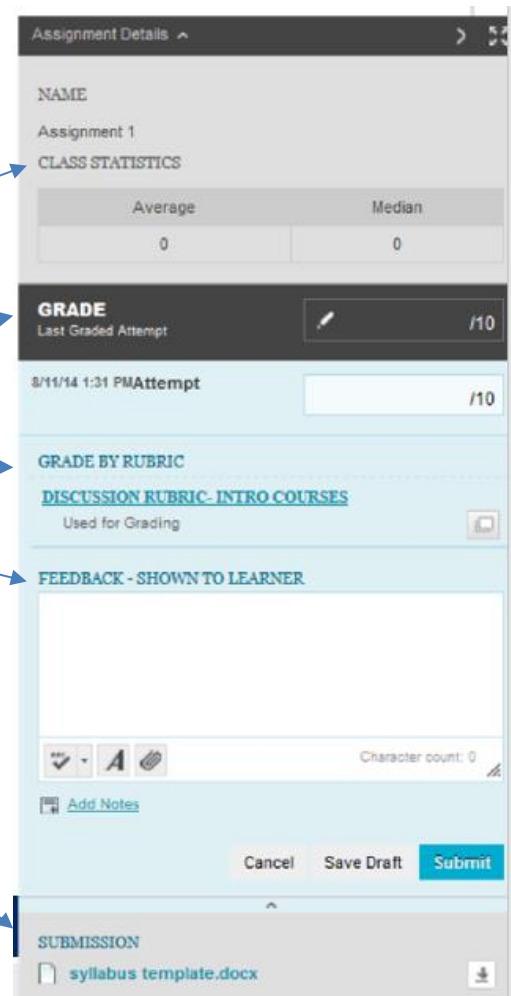 Assignment Details
NAME
Assignment 1
CLASS STATISTICS
Average Median
0 0
GRADE
Last Graded Attempt /10
8/11/14 1:31 PM Attempt
/10
GRADE BY RUBRIC
DISCUSSION RUBRIC- INTRO COURSES
Used for Grading
FEEDBACK - SHOWN TO LEARNER
A Character count: 0
Add Notes
Cancel Save Draft Submit
SUBMISSION
syllabus template.docx